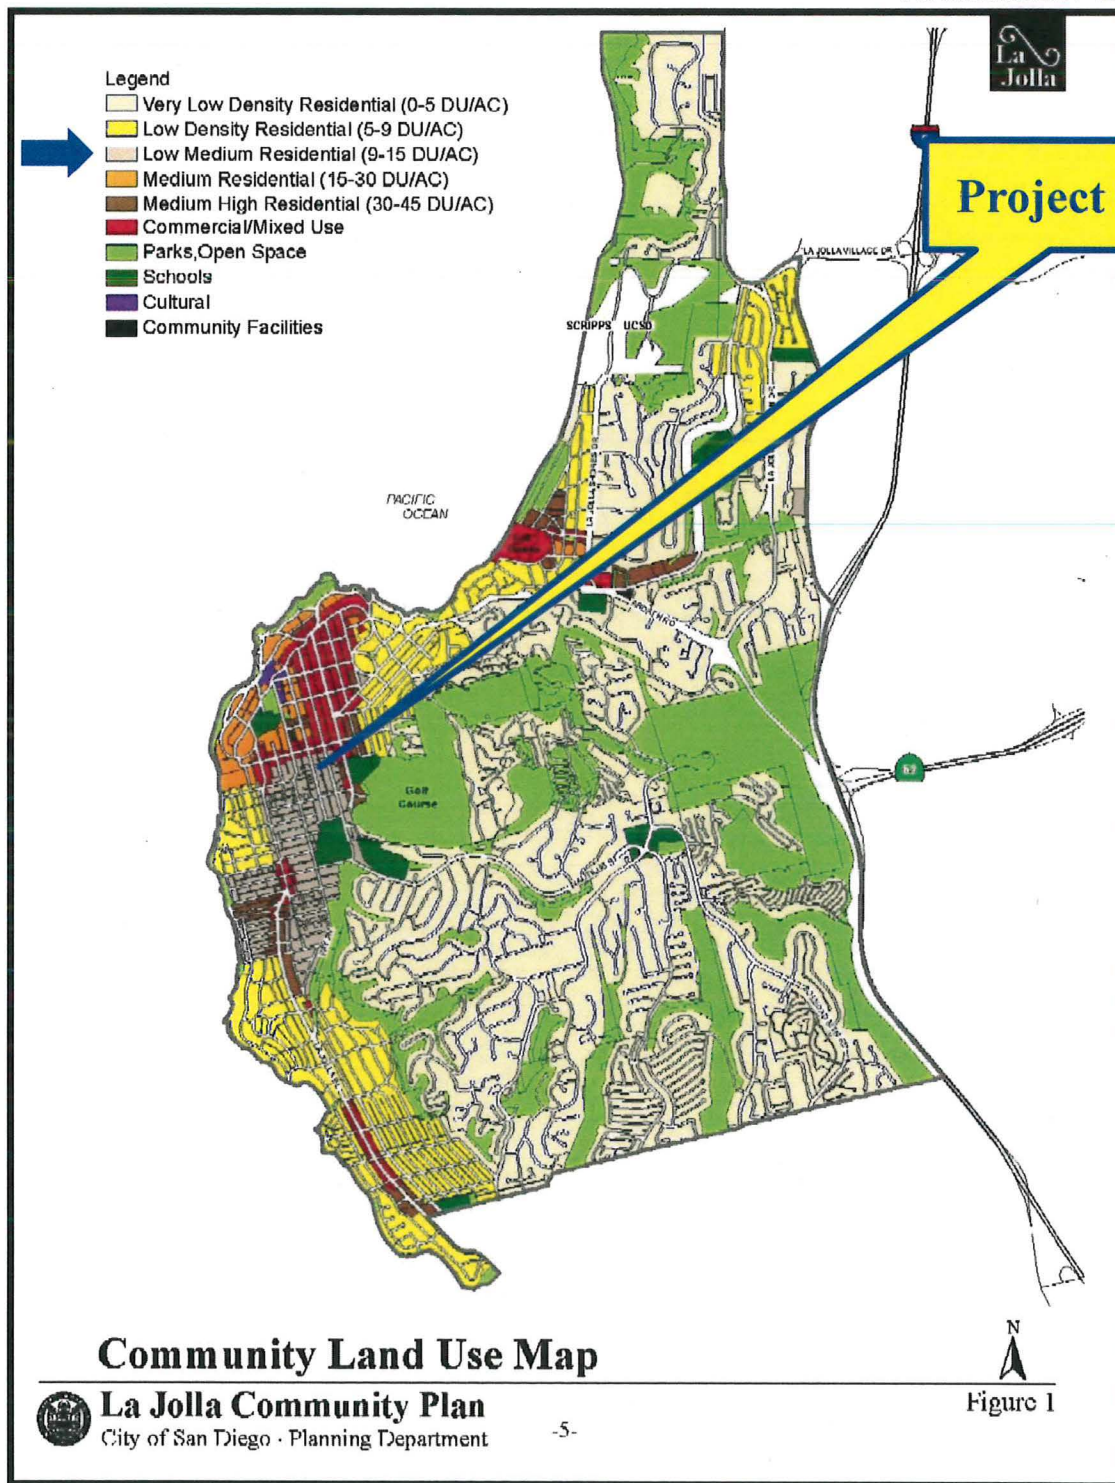 La
Jolla
Legend
Very Low Density Residential (0-5 DU/AC)
Low Density Residential (5-9 DU/AC)
Low Medium Residential (9-15 DU/AC)
Medium Residential (15-30 DU/AC)
Medium High Residential (30-45 DU/AC)
Commercial/Mixed Use
Parks,Open Space
Schools
Cultural
Community Facilities
Project
LA JOLLA VILLAGE DR
SCRIPPS UCSD
PACIFIC
OCEAN
LA JOLLA SHORES DR
Golf
Course
Community Land Use Map
N
La Jolla Community Plan
City of San Diego · Planning Department
-5-
Figure 1